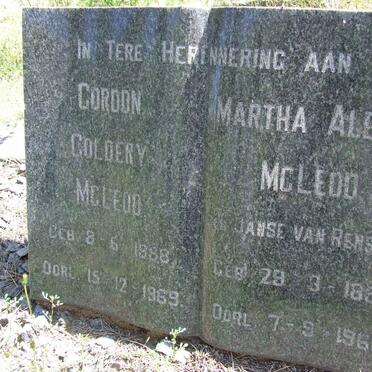 IN TERE HERINNERING AAN
GORDON
COLDERY
MCLEOD
GEB 8-6-1888
OORL 15-12-1969
MARTHA ALE
MCLEOD
JANSE VAN RENS
GEB 29-3-18
OORL 7-9-196